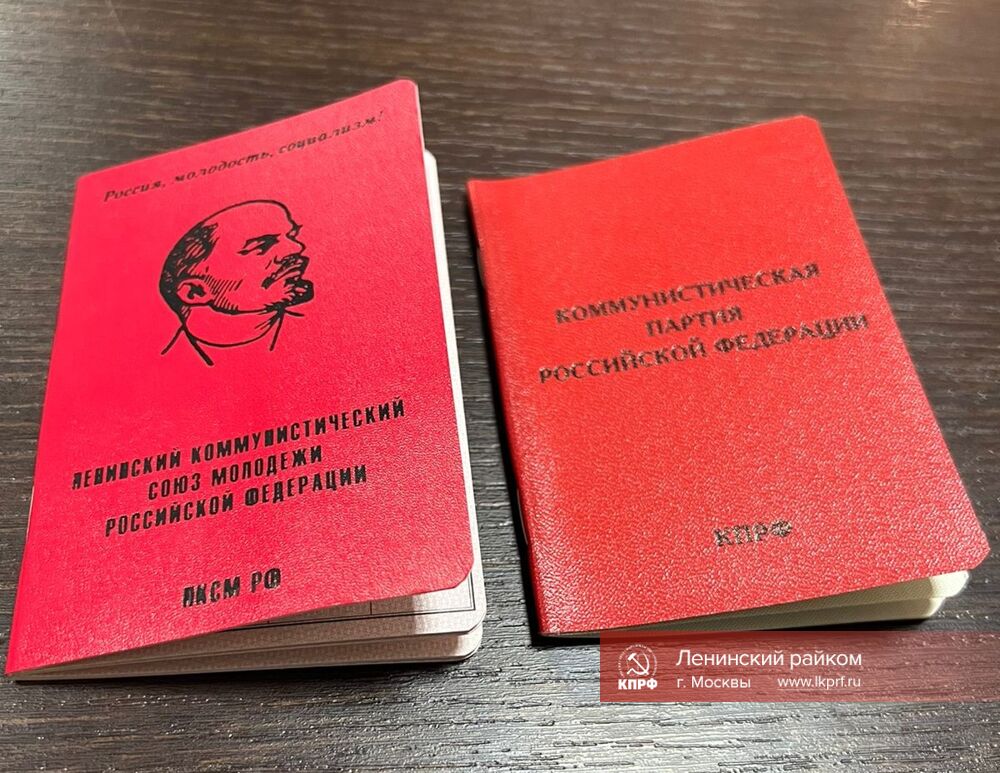 Россия, молодость, социализм!
ЛЕНИНСКИЙ КОММУНИСТИЧЕСКИЙ
СОЮЗ МОЛОДЕЖИ
РОССИЙСКОЙ ФЕДЕРАЦИИ
ЛКСМ РФ
КОММУНИСТИЧЕСКАЯ
ПАРТИЯ
РОССИЙСКОЙ ФЕДЕРАЦИИ
КПРФ
КПРФ
Ленинский райком
г. Москвы www.lkprf.ru